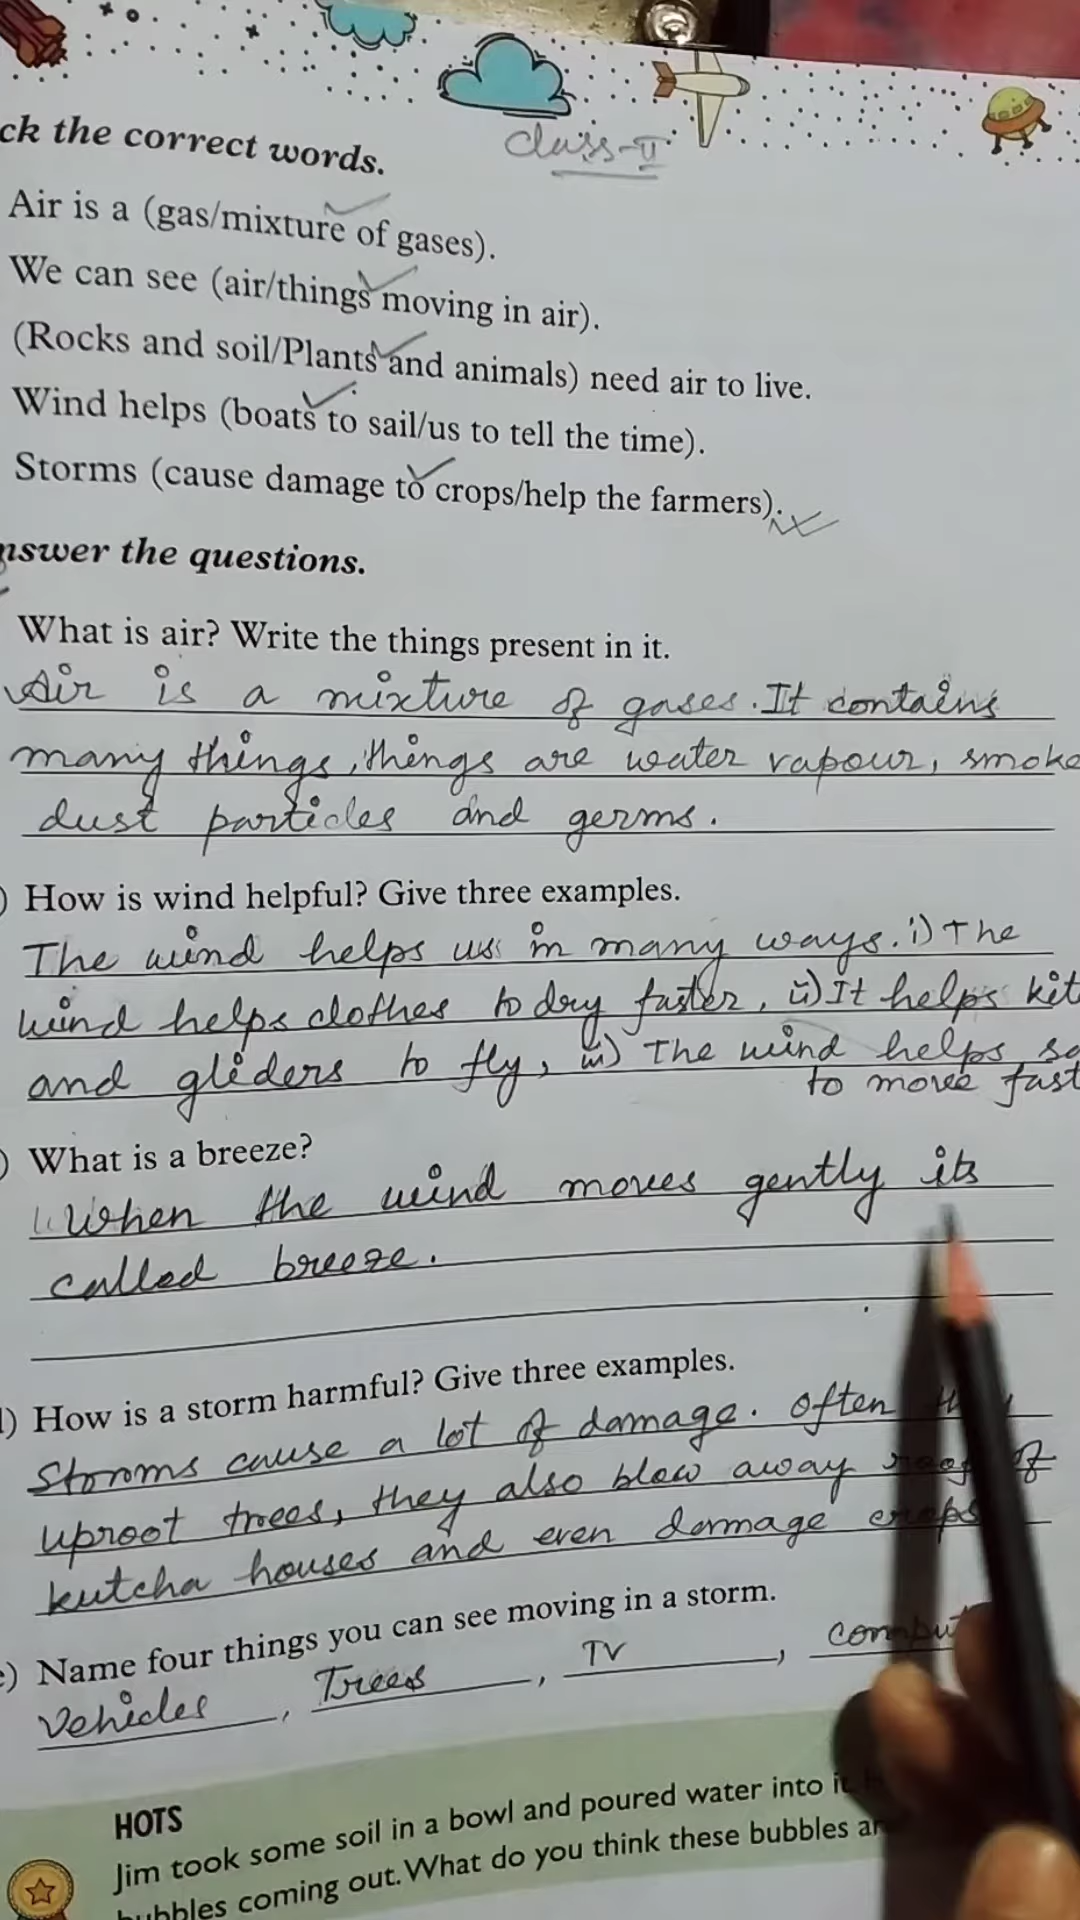 ck the correct words.
Class-II
Air is a (gas/mixture of gases).
We can see (air/things moving in air).
(Rocks and soil/Plants and animals) need air to live.
Wind helps (boats to sail/us to tell the time).
Storms (cause damage to crops/help the farmers).
nswer the questions.
What is air? Write the things present in it.
Air is a mixture of gases. It contains
many things, things are water vapour, smoke
dust particles and germs.
) How is wind helpful? Give three examples.
The wind helps us in many ways. i) The
wind helps clothes to dry faster, ii) It helps kit
and gliders to fly, iii) The wind helps sa
to move fast
) What is a breeze?
When the wind moves gently its
called breeze.
d) How is a storm harmful? Give three examples.
Storms cause a lot of damage. Often
uproot trees, they also blow away roof of
kutcha houses and even damage crops
e) Name four things you can see moving in a storm.
Vehicles, Trees, TV, comput
HOTS
Jim took some soil in a bowl and poured water into it
bubbles coming out. What do you think these bubbles ar